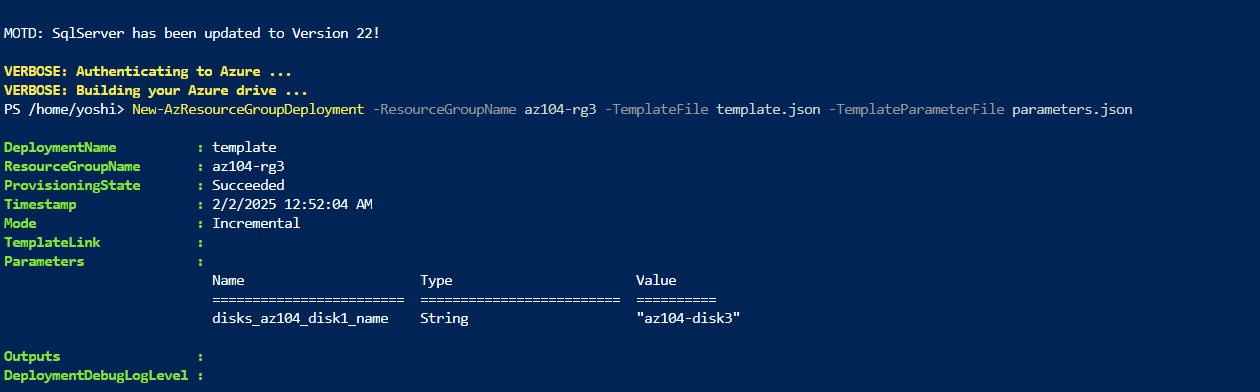 MOTD: SqlServer has been updated to Version 22!
VERBOSE: Authenticating to Azure ...
VERBOSE: Building your Azure drive ...
PS /home/yoshi> New-AzResourceGroupDeployment -ResourceGroupName az104-rg3 -TemplateFile template.json -TemplateParameterFile parameters.json
DeploymentName : template
ResourceGroupName : az104-rg3
ProvisioningState : Succeeded
Timestamp : 2/2/2025 12:52:04 AM
Mode : Incremental
TemplateLink :
Parameters :
Name Type Value
======================== ========================= ==========
disks_az104_disk1_name String "az104-disk3"
Outputs :
DeploymentDebugLogLevel :